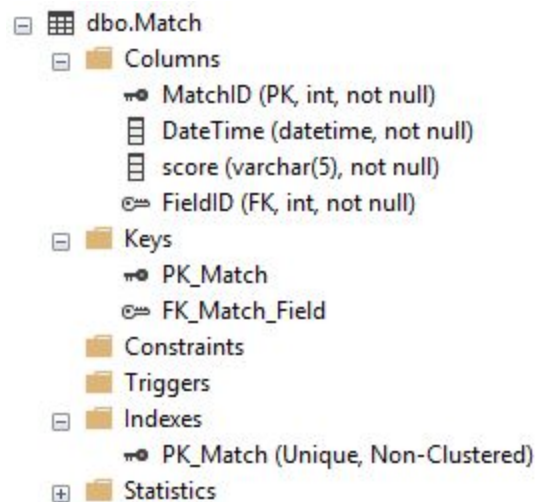 dbo.Match
Columns
MatchID (PK, int, not null)
DateTime (datetime, not null)
score (varchar(5), not null)
FieldID (FK, int, not null)
Keys
PK_Match
FK_Match_Field
Constraints
Triggers
Indexes
PK_Match (Unique, Non-Clustered)
Statistics